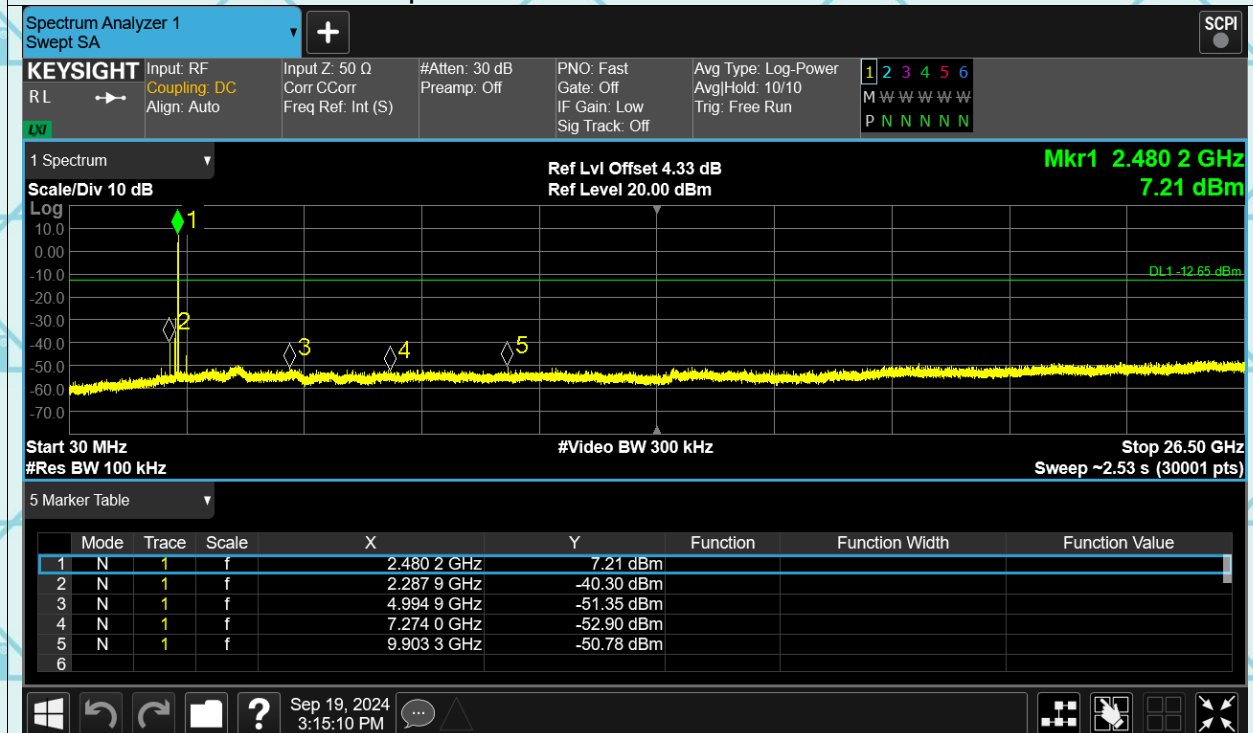 Spectrum Analyzer 1
Swept SA
+
SCPI
KEYSIGHT
RL
LXI
Input: RF
Coupling: DC
Align: Auto
Input Z: 50 Ω
Corr CCorr
Freq Ref: Int (S)
#Atten: 30 dB
Preamp: Off
PNO: Fast
Gate: Off
IF Gain: Low
Sig Track: Off
Avg Type: Log-Power
Avg|Hold: 10/10
Trig: Free Run
1 2 3 4 5 6
M W W W W W
P N N N N N
1 Spectrum
Scale/Div 10 dB
Ref Lvl Offset 4.33 dB
Ref Level 20.00 dBm
Mkr1 2.480 2 GHz
7.21 dBm
Log
10.0
0.00
-10.0
-20.0
-30.0
-40.0
-50.0
-60.0
-70.0
1
2
3
4
5
DL1 -12.65 dBm
Start 30 MHz
#Res BW 100 kHz
#Video BW 300 kHz
Stop 26.50 GHz
Sweep ~2.53 s (30001 pts)
5 Marker Table
Mode Trace Scale X Y Function Function Width Function Value
1 N 1 f 2.480 2 GHz 7.21 dBm
2 N 1 f 2.287 9 GHz -40.30 dBm
3 N 1 f 4.994 9 GHz -51.35 dBm
4 N 1 f 7.274 0 GHz -52.90 dBm
5 N 1 f 9.903 3 GHz -50.78 dBm
6
?
Sep 19, 2024
3:15:10 PM